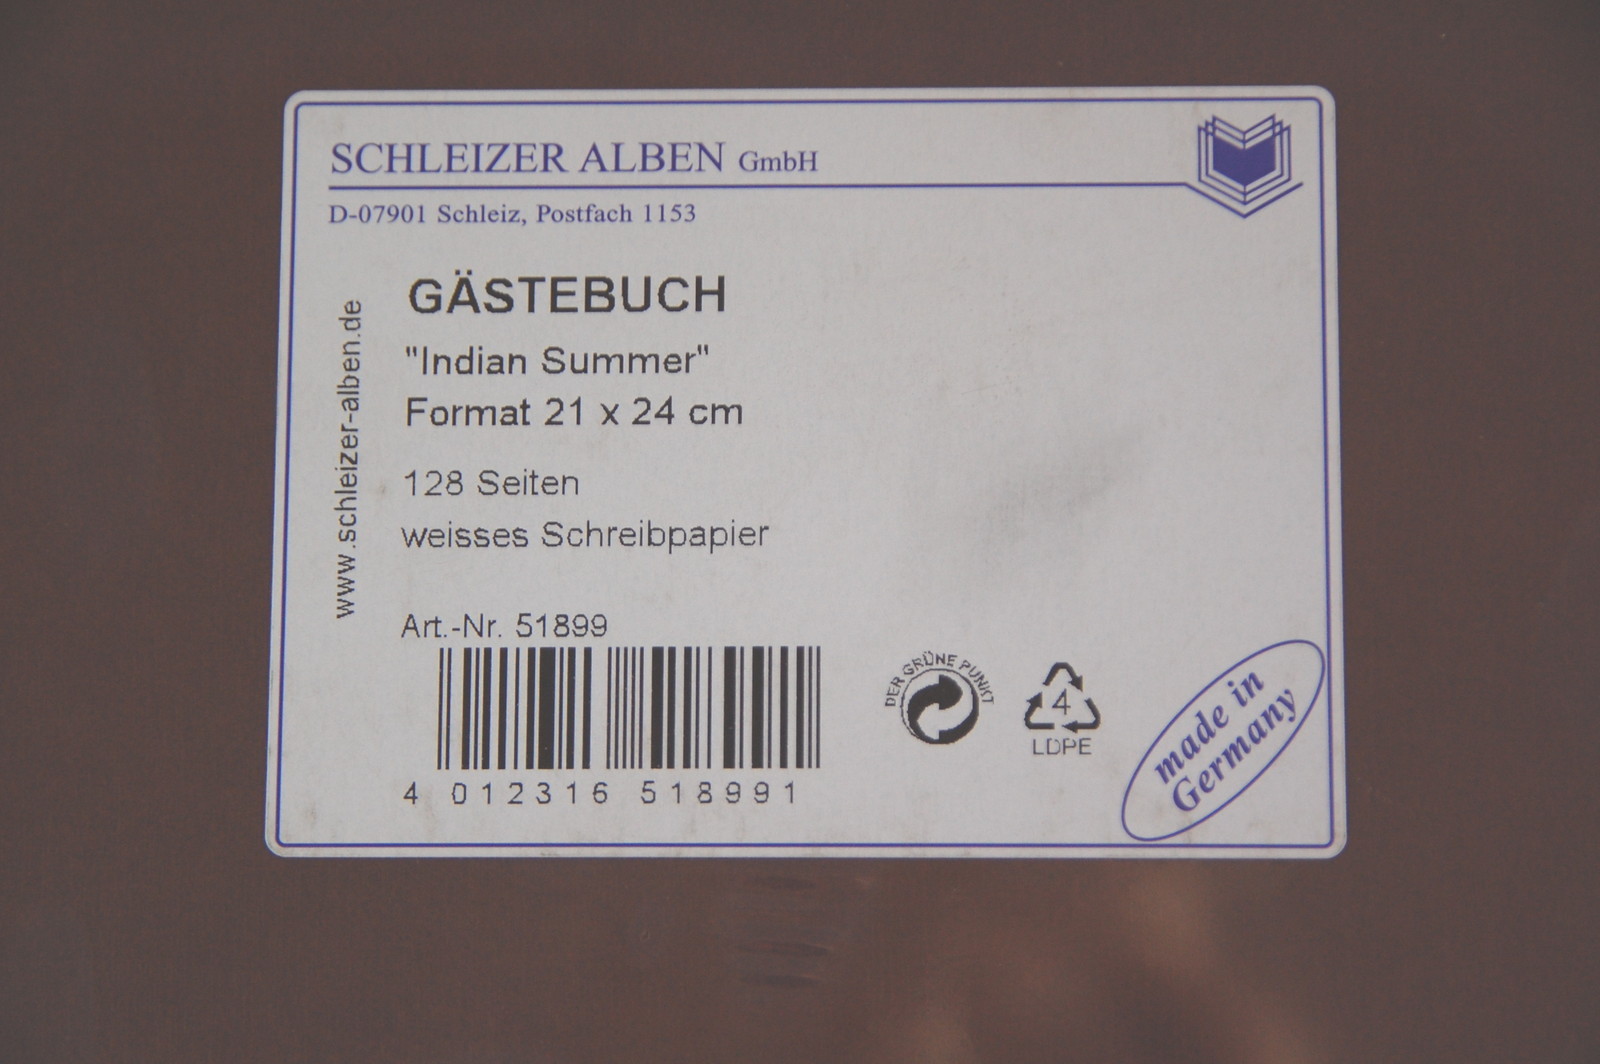 SCHLEIZER ALBEN GmbH
D-07901 Schleiz, Postfach 1153
www.schleizer-alben.de
GÄSTEBUCH
"Indian Summer"
Format 21 x 24 cm
128 Seiten
weisses Schreibpapier
Art.-Nr. 51899
4 012316 518991
DER GRÜNE PUNKT
4
LDPE
made in
Germany